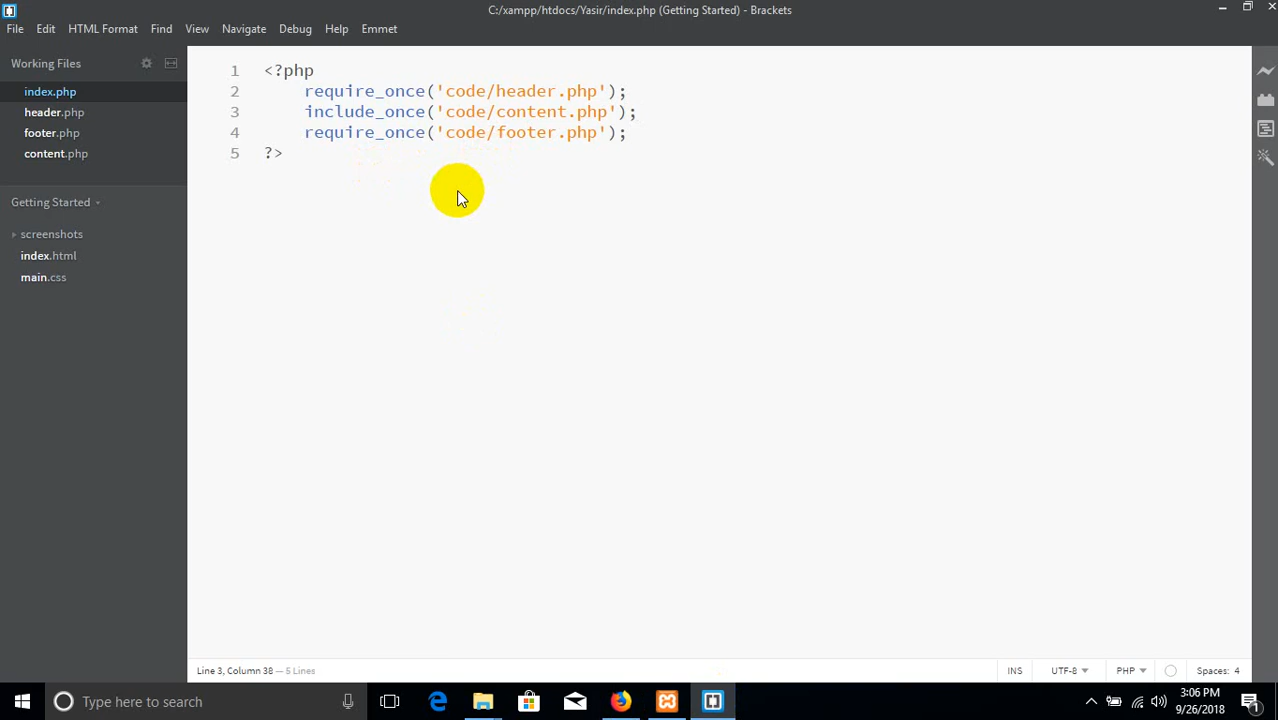 C:/xampp/htdocs/Yasir/index.php (Getting Started) - Brackets
File Edit View HTML Format Find View Navigate Debug Help Emmet
Working Files
index.php
header.php
footer.php
content.php
Getting Started
screenshots
index.html
main.css
1 <?php
2 require_once('code/header.php');
3 include_once('code/content.php');
4 require_once('code/footer.php');
5 ?>
Line 3, Column 38 — 5 Lines
INS UTF-8 PHP Spaces: 4
Type here to search
3:06 PM
9/26/2018
1